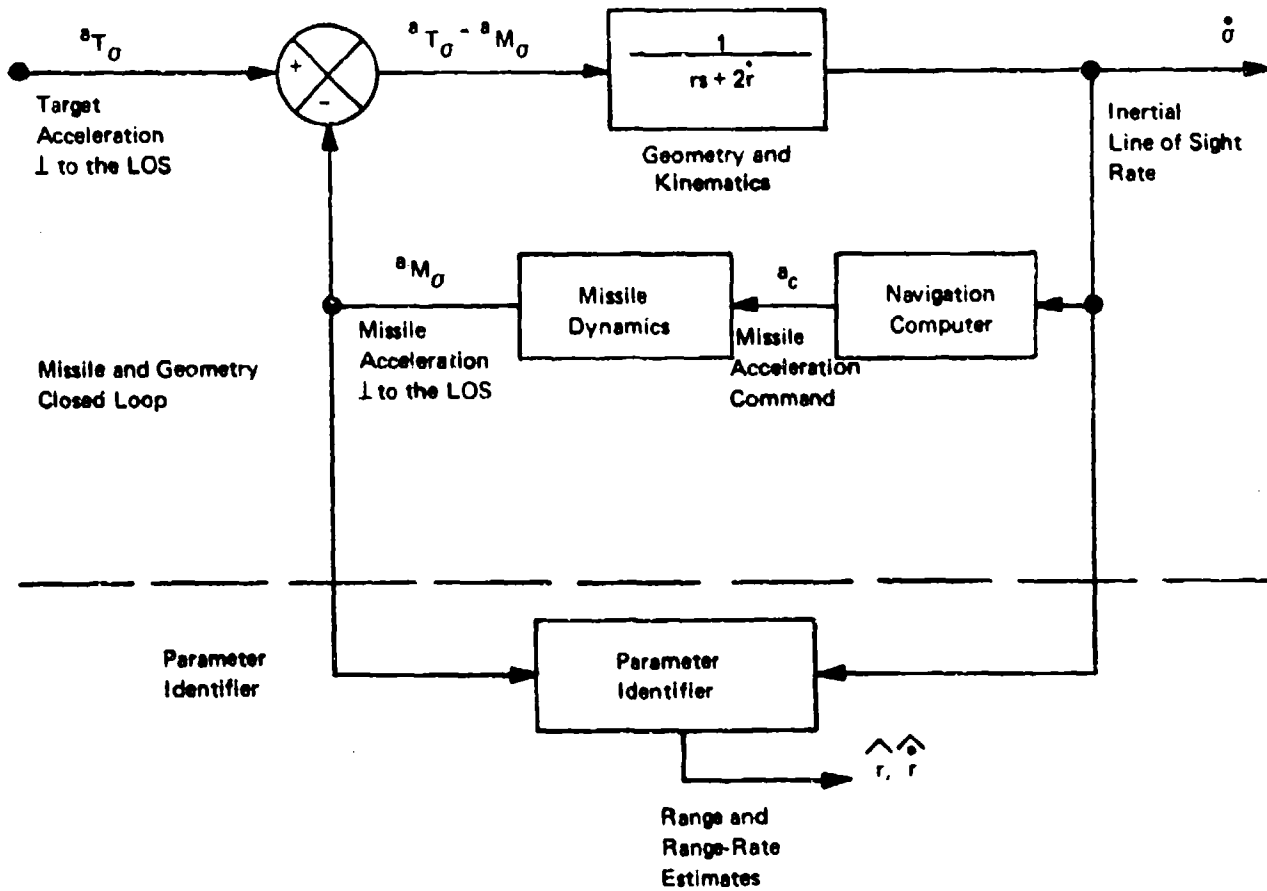 aTσ
+
-
aTσ - aMσ
1
rs + 2ṙ
σ̇
Target
Acceleration
⊥ to the LOS
Geometry and
Kinematics
Inertial
Line of Sight
Rate
aMσ
Missile
Dynamics
ac
Navigation
Computer
Missile
Acceleration
⊥ to the LOS
Missile
Acceleration
Command
Missile and Geometry
Closed Loop
Parameter
Identifier
Parameter
Identifier
r̂, ṙ̂
Range and
Range-Rate
Estimates